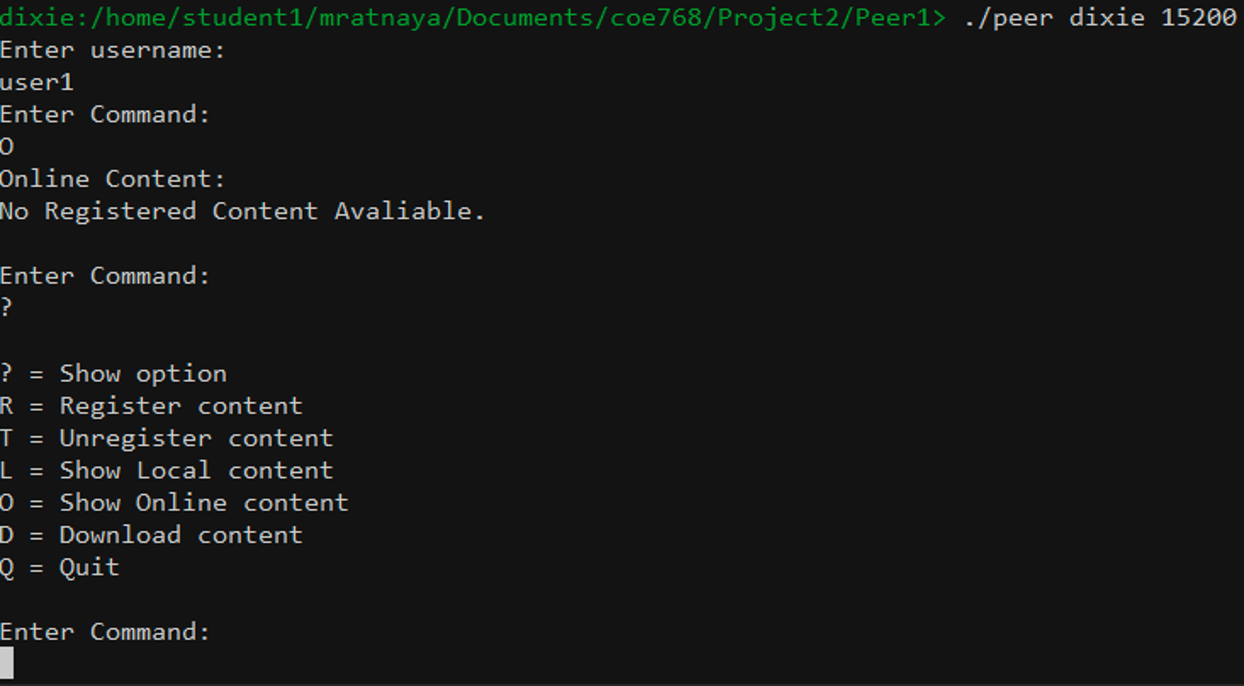 dixie:/home/student1/mratnaya/Documents/coe768/Project2/Peer1> ./peer dixie 15200
Enter username:
user1
Enter Command:
O
Online Content:
No Registered Content Avaliable.
Enter Command:
?
? = Show option
R = Register content
T = Unregister content
L = Show Local content
O = Show Online content
D = Download content
Q = Quit
Enter Command: